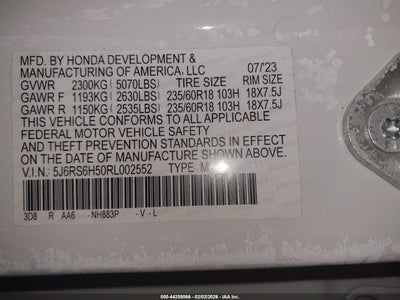 MFD. BY HONDA DEVELOPMENT &
MANUFACTURING OF AMERICA, LLC 07/'23
GVWR 2300KG (5070LBS) TIRE SIZE RIM SIZE
GAWR F 1193KG (2630LBS) 235/60R18 103H 18X7.5J
GAWR R 1150KG (2535LBS) 235/60R18 103H 18X7.5J
THIS VEHICLE CONFORMS TO ALL APPLICABLE
FEDERAL MOTOR VEHICLE SAFETY
AND THEFT PREVENTION STANDARDS IN EFFECT
ON THE DATE OF MANUFACTURE SHOWN ABOVE.
V.I.N.: 5J6RS6H50RL002552 TYPE: M
3D8 R AA6 -NH883P -V-L
000-44258066 - 02/02/2026 - IAA Inc.